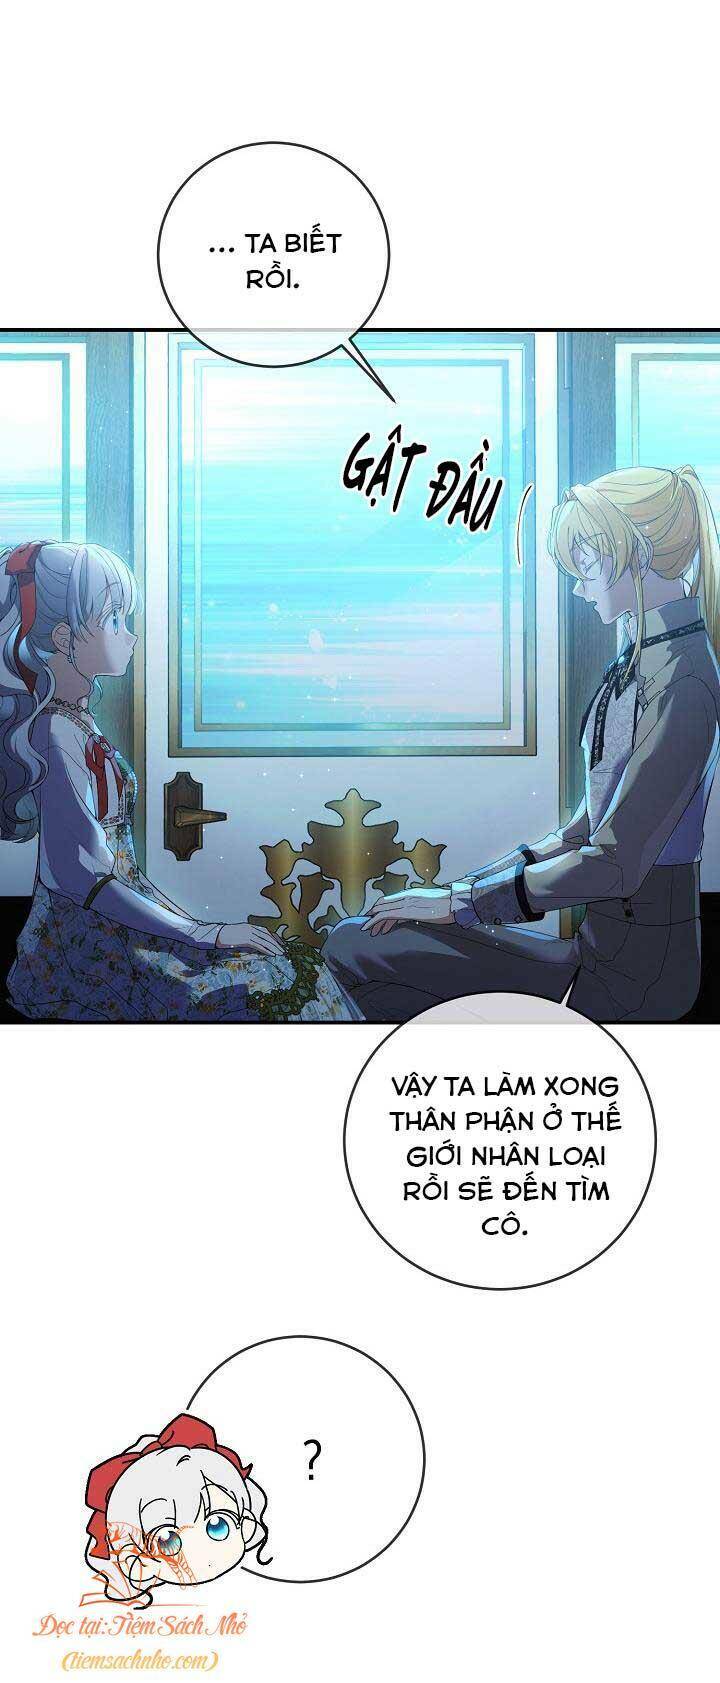 ... TA BIẾT
RỒI.
GẬT ĐẦU
VẬY TA LÀM XONG
THÂN PHẬN Ở THẾ
GIỚI NHÂN LOẠI
RỒI SẼ ĐẾN TÌM
CÔ.
?
Đọc tại: Tiệm Sách Nhỏ
(tiemsachnho.com)